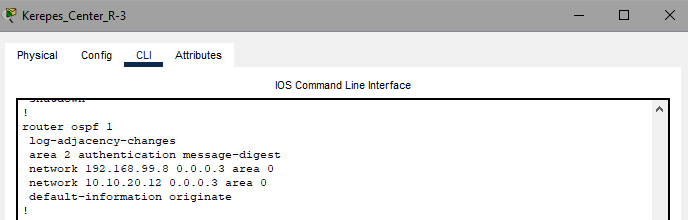 Kerepes_Center_R-3
Physical Config CLI Attributes
IOS Command Line Interface
shutdown
!
router ospf 1
log-adjacency-changes
area 2 authentication message-digest
network 192.168.99.8 0.0.0.3 area 0
network 10.10.20.12 0.0.0.3 area 0
default-information originate
!